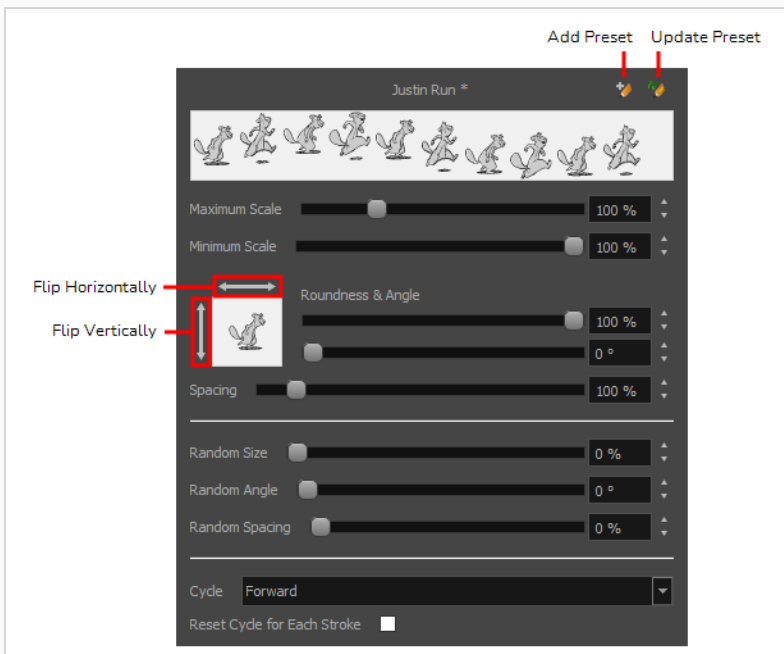 Add Preset Update Preset
Justin Run *
Maximum Scale 100 %
Minimum Scale 100 %
Flip Horizontally
Roundness & Angle
100 %
Flip Vertically
0 °
Spacing 100 %
Random Size 0 %
Random Angle 0 °
Random Spacing 0 %
Cycle Forward
Reset Cycle for Each Stroke